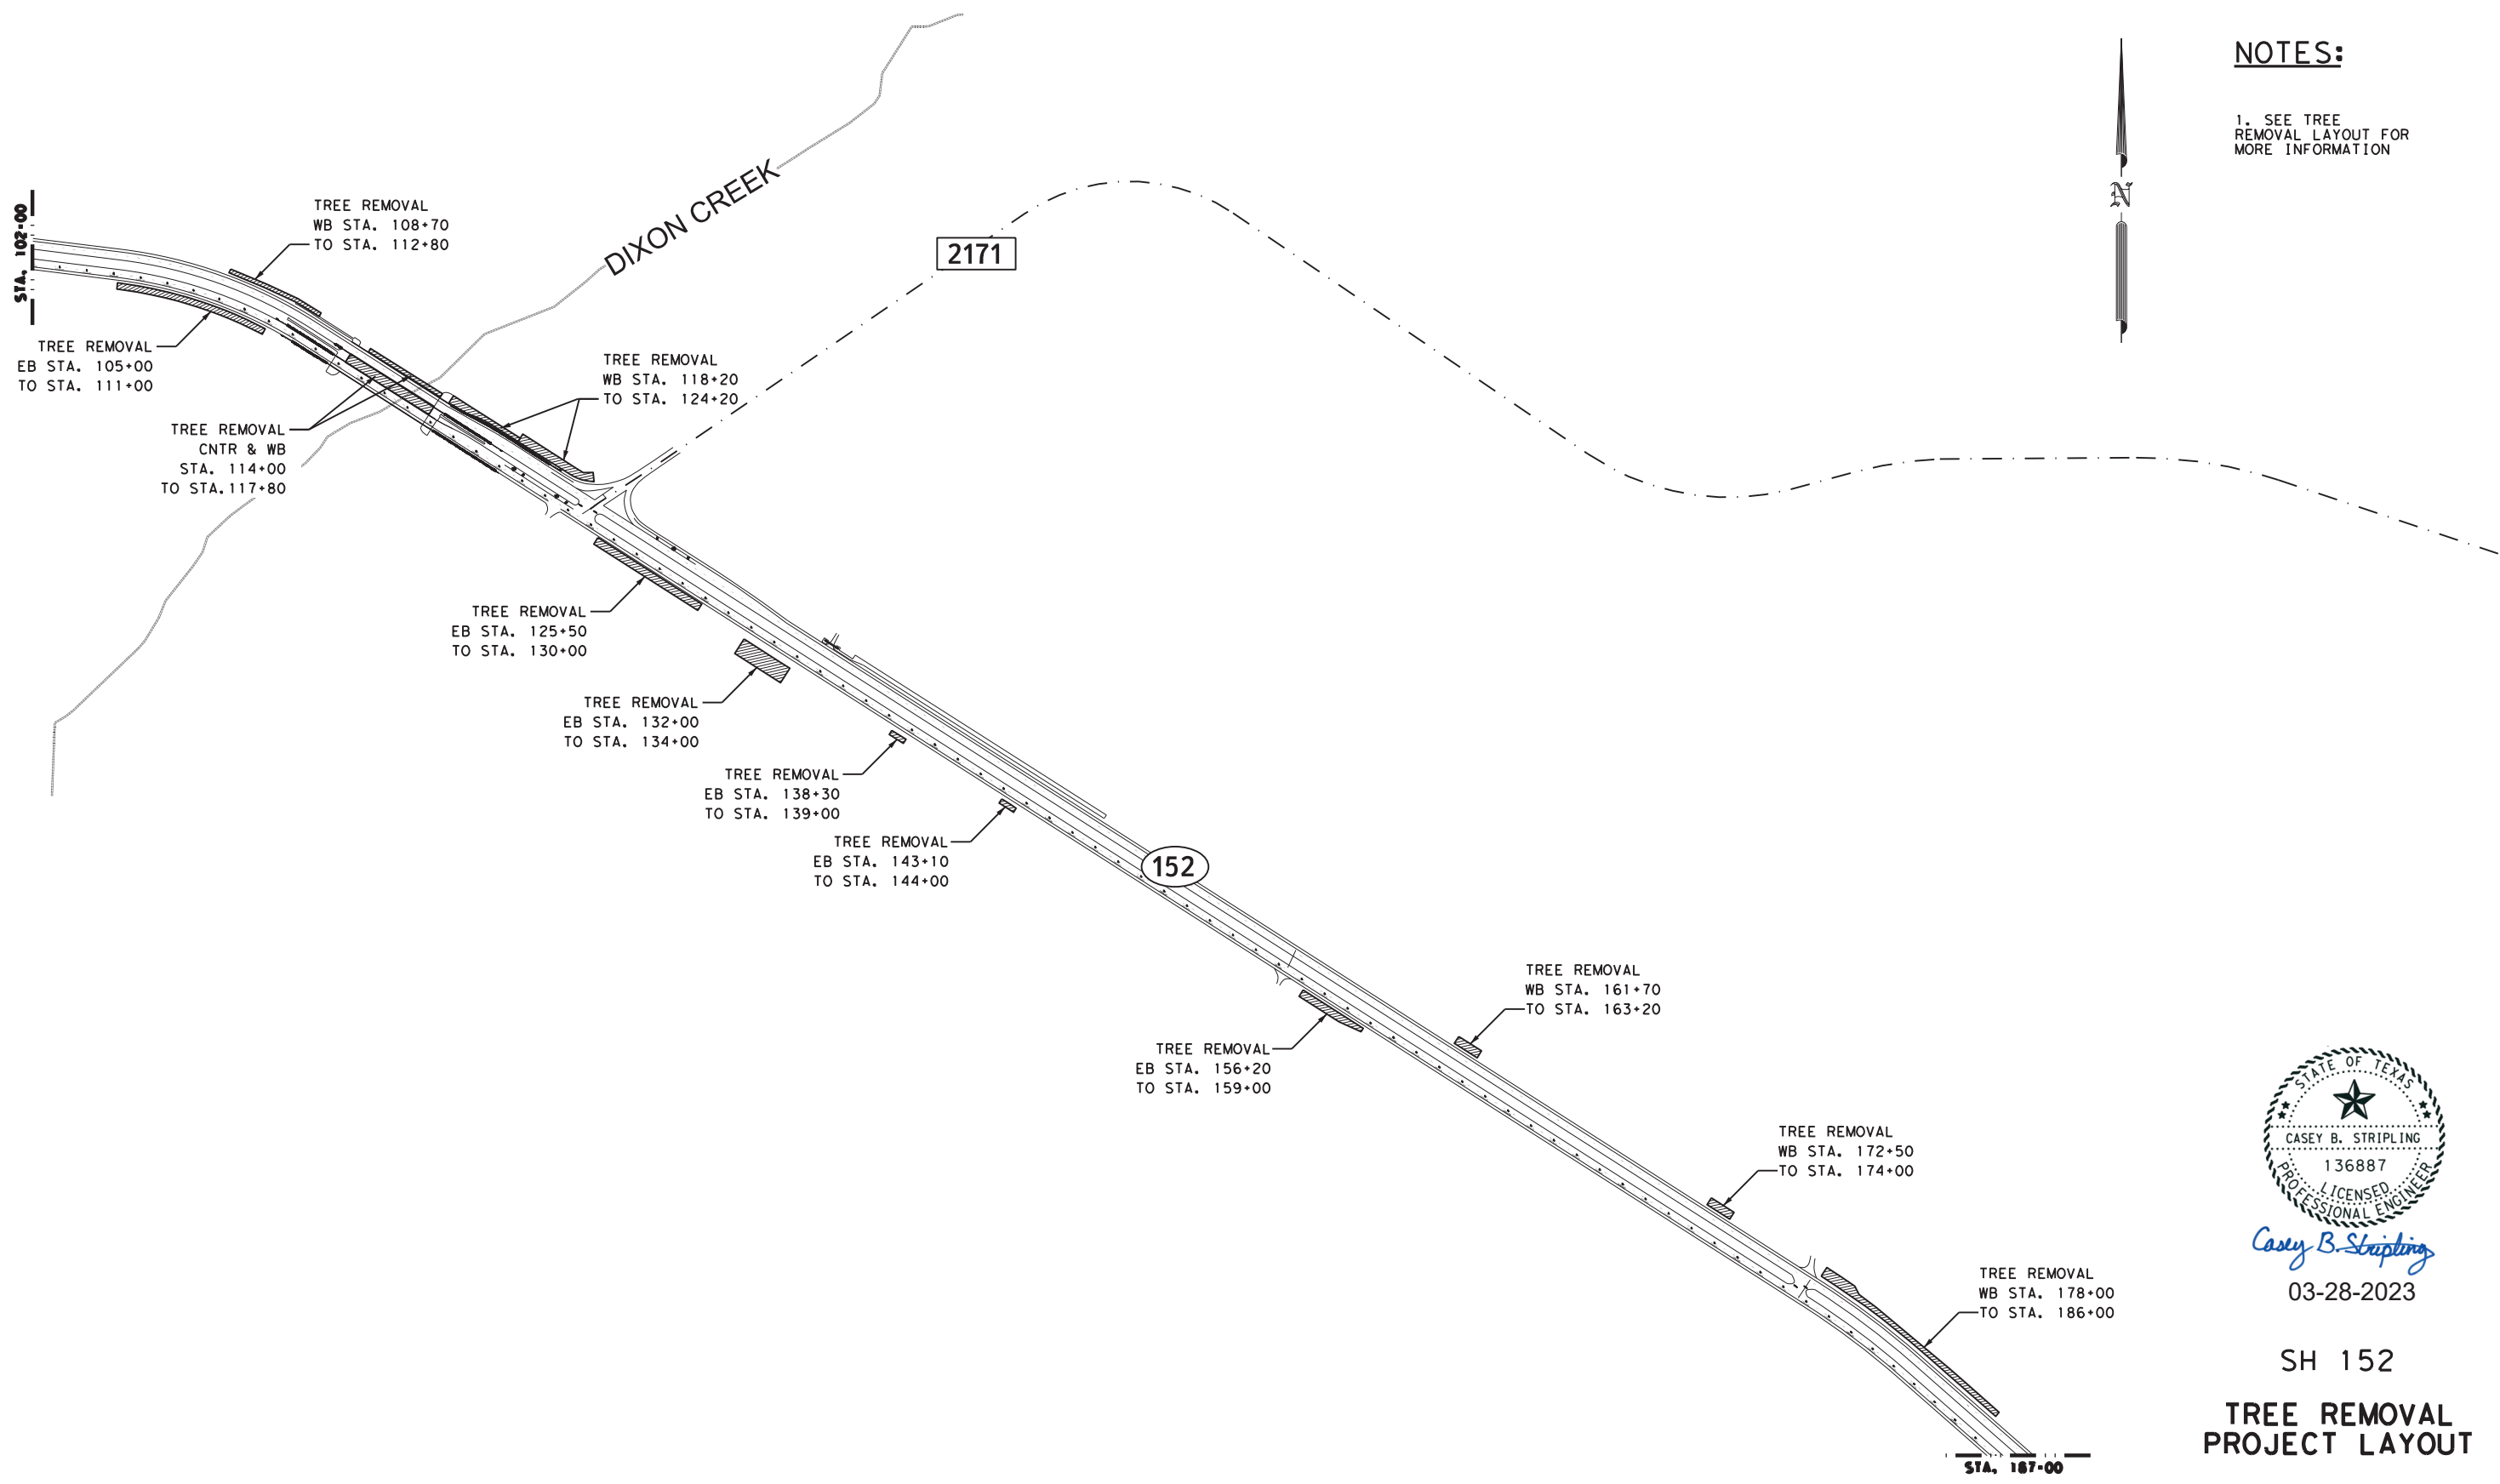 NOTES:
1. SEE TREE
REMOVAL LAYOUT FOR
MORE INFORMATION
N
DIXON CREEK
2171
STA. 102+00
TREE REMOVAL
WB STA. 108+70
TO STA. 112+80
TREE REMOVAL
EB STA. 105+00
TO STA. 111+00
TREE REMOVAL
WB STA. 118+20
TO STA. 124+20
TREE REMOVAL
CNTR & WB
STA. 114+00
TO STA.117+80
TREE REMOVAL
EB STA. 125+50
TO STA. 130+00
TREE REMOVAL
EB STA. 132+00
TO STA. 134+00
TREE REMOVAL
EB STA. 138+30
TO STA. 139+00
TREE REMOVAL
EB STA. 143+10
TO STA. 144+00
152
TREE REMOVAL
WB STA. 161+70
TO STA. 163+20
TREE REMOVAL
EB STA. 156+20
TO STA. 159+00
TREE REMOVAL
WB STA. 172+50
TO STA. 174+00
TREE REMOVAL
WB STA. 178+00
TO STA. 186+00
STA. 187+00
STATE OF TEXAS
CASEY B. STRIPLING
136887
LICENSED
PROFESSIONAL ENGINEER
Casey B. Stripling
03-28-2023
SH 152
TREE REMOVAL
PROJECT LAYOUT